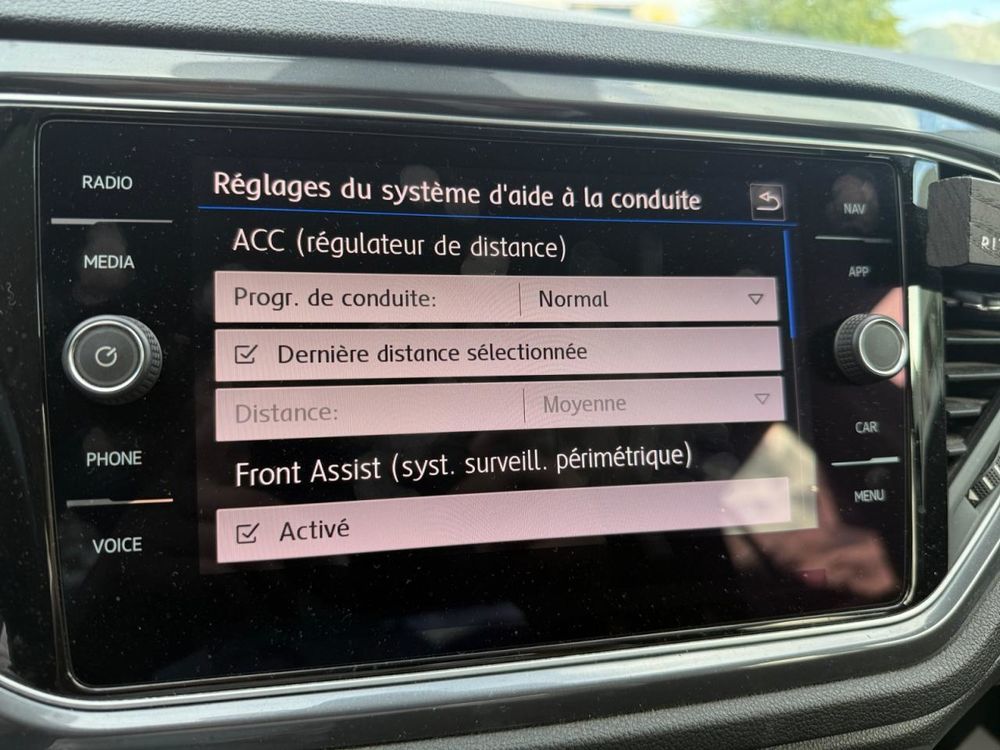 RADIO
MEDIA
PHONE
VOICE
Réglages du système d'aide à la conduite
ACC (régulateur de distance)
Progr. de conduite: Normal
Dernière distance sélectionnée
Distance: Moyenne
Front Assist (syst. surveill. périmétrique)
Activé
NAV
APP
CAR
MENU